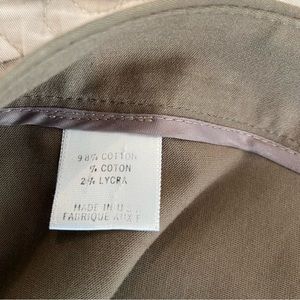 98% COTTON
% COTON
2% LYCRA
MADE IN U
FABRIQUE AUX